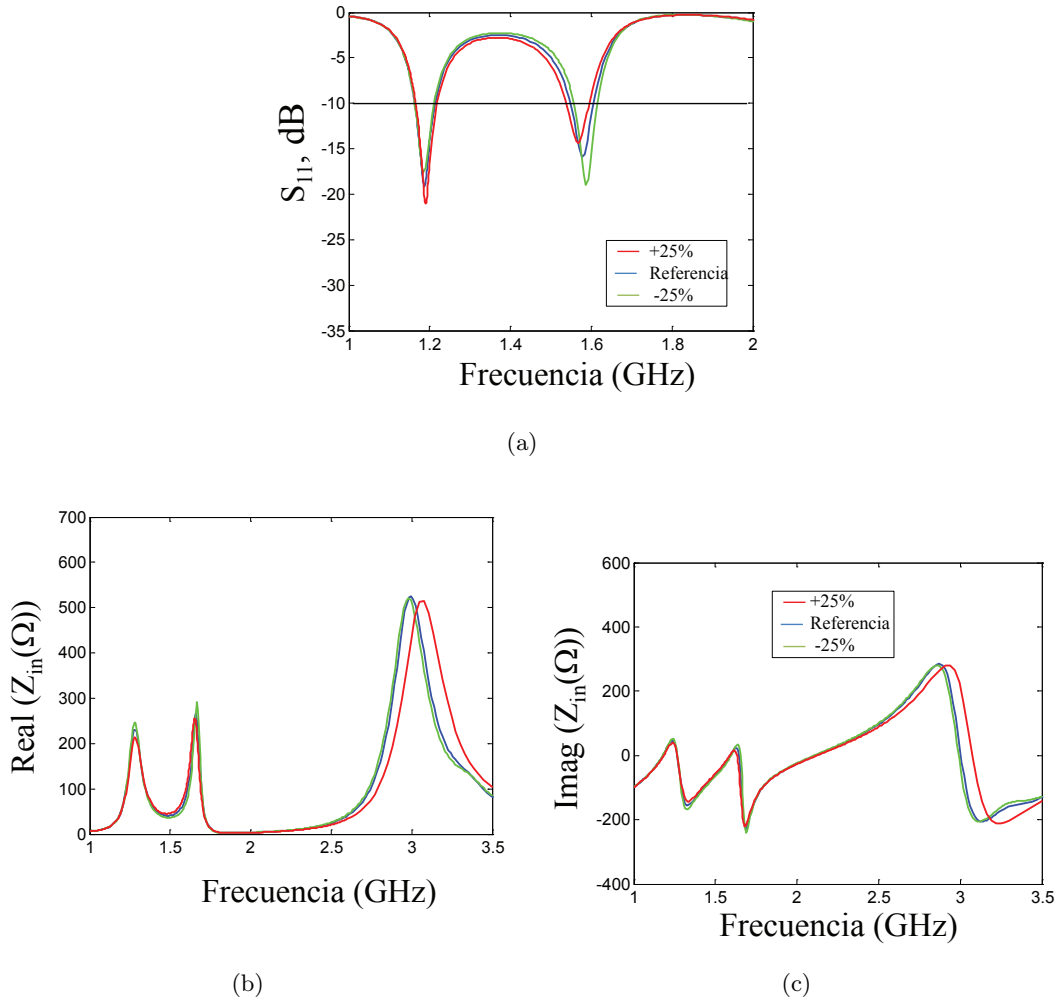 0
-5
-10
-15
-20
-25
-30
-35
S11, dB
+25%
Referencia
-25%
1 1.2 1.4 1.6 1.8 2
Frecuencia (GHz)
(a)
700
600
500
400
300
200
100
0
Real (Zin(Ω))
1 1.5 2 2.5 3 3.5
Frecuencia (GHz)
(b)
600
400
200
0
-200
-400
Imag (Zin(Ω))
+25%
Referencia
-25%
1 1.5 2 2.5 3 3.5
Frecuencia (GHz)
(c)